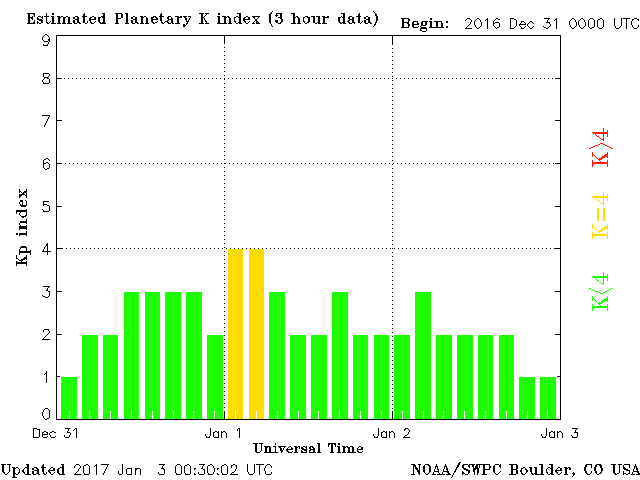 Estimated Planetary K index (3 hour data) Begin: 2016 Dec 31 0000 UTC
9
8
7
6
5
4
3
2
1
0
Kp index
K>4
K=4
K<4
Dec 31 Jan 1 Jan 2 Jan 3
Universal Time
Updated 2017 Jan 3 00:30:02 UTC NOAA/SWPC Boulder, CO USA